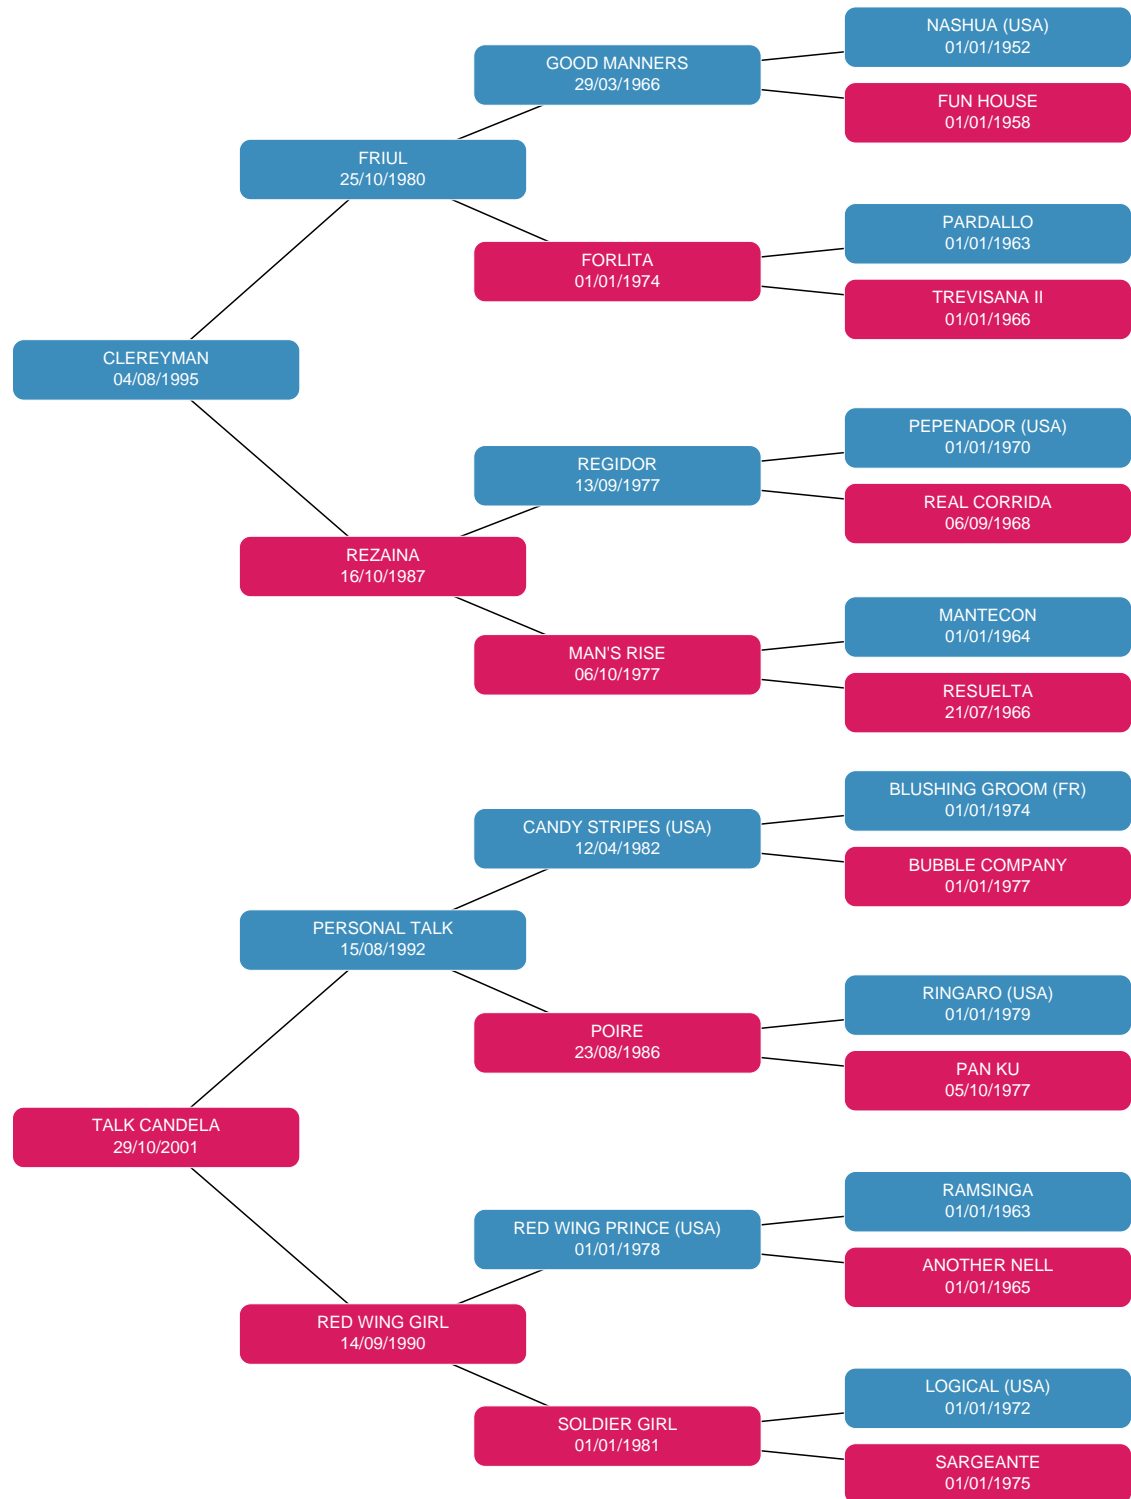 NASHUA (USA)
01/01/1952
GOOD MANNERS
29/03/1966
FUN HOUSE
01/01/1958
FRIUL
25/10/1980
PARDALLO
01/01/1963
FORLITA
01/01/1974
TREVISANA II
01/01/1966
CLEREYMAN
04/08/1995
PEPENADOR (USA)
01/01/1970
REGIDOR
13/09/1977
REAL CORRIDA
06/09/1968
REZAINA
16/10/1987
MANTECON
01/01/1964
MAN'S RISE
06/10/1977
RESUELTA
21/07/1966
BLUSHING GROOM (FR)
01/01/1974
CANDY STRIPES (USA)
12/04/1982
BUBBLE COMPANY
01/01/1977
PERSONAL TALK
15/08/1992
RINGARO (USA)
01/01/1979
POIRE
23/08/1986
PAN KU
05/10/1977
TALK CANDELA
29/10/2001
RAMSINGA
01/01/1963
RED WING PRINCE (USA)
01/01/1978
ANOTHER NELL
01/01/1965
RED WING GIRL
14/09/1990
LOGICAL (USA)
01/01/1972
SOLDIER GIRL
01/01/1981
SARGEANTE
01/01/1975